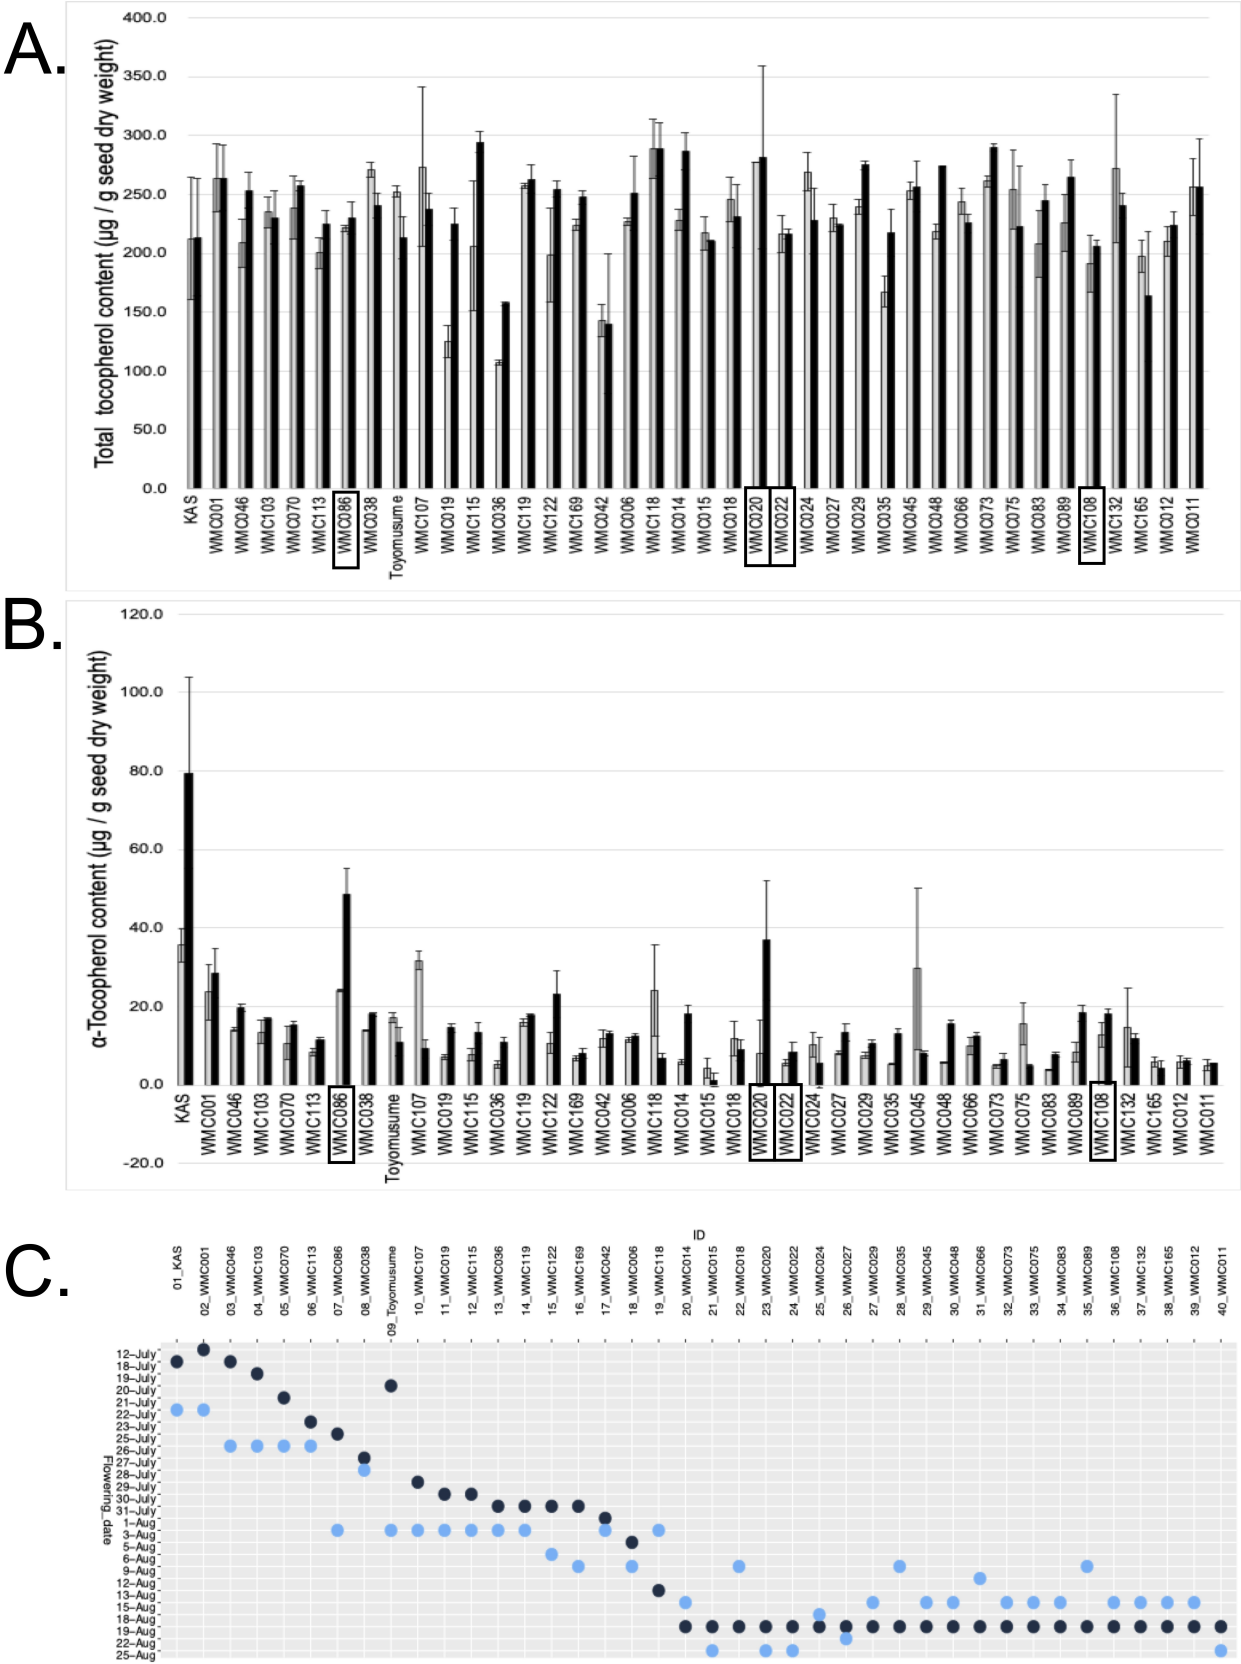 A.
Total tocopherol content (µg / g seed dry weight)
400.0
350.0
300.0
250.0
200.0
150.0
100.0
50.0
0.0
KAS
WMC001
WMC046
WMC103
WMC070
WMC113
WMC086
WMC038
Toyomusume
WMC107
WMC019
WMC115
WMC036
WMC119
WMC122
WMC169
WMC042
WMC006
WMC118
WMC014
WMC015
WMC018
WMC020
WMC022
WMC024
WMC027
WMC029
WMC035
WMC045
WMC048
WMC066
WMC073
WMC075
WMC083
WMC089
WMC108
WMC132
WMC165
WMC012
WMC011
B.
α-Tocopherol content (µg / g seed dry weight)
120.0
100.0
80.0
60.0
40.0
20.0
0.0
-20.0
KAS
WMC001
WMC046
WMC103
WMC070
WMC113
WMC086
WMC038
Toyomusume
WMC107
WMC019
WMC115
WMC036
WMC119
WMC122
WMC169
WMC042
WMC006
WMC118
WMC014
WMC015
WMC018
WMC020
WMC022
WMC024
WMC027
WMC029
WMC035
WMC045
WMC048
WMC066
WMC073
WMC075
WMC083
WMC089
WMC108
WMC132
WMC165
WMC012
WMC011
C.
ID
01_KAS
02_WMC001
03_WMC046
04_WMC103
05_WMC070
06_WMC113
07_WMC086
08_WMC038
09_Toyomusume
10_WMC107
11_WMC019
12_WMC115
13_WMC036
14_WMC119
15_WMC122
16_WMC169
17_WMC042
18_WMC006
19_WMC118
20_WMC014
21_WMC015
22_WMC018
23_WMC020
24_WMC022
25_WMC024
26_WMC027
27_WMC029
28_WMC035
29_WMC045
30_WMC048
31_WMC066
32_WMC073
33_WMC075
34_WMC083
35_WMC089
36_WMC108
37_WMC132
38_WMC165
39_WMC012
40_WMC011
Flowering_date
12–July
18–July
19–July
20–July
21–July
22–July
23–July
25–July
26–July
27–July
28–July
29–July
30–July
31–July
1–Aug
3–Aug
5–Aug
6–Aug
9–Aug
12–Aug
13–Aug
15–Aug
18–Aug
19–Aug
22–Aug
25–Aug